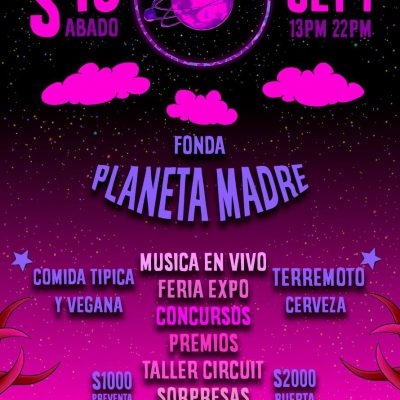 SABADO
SEPT
13PM 22PM
FONDA
PLANETA MADRE
MUSICA EN VIVO
COMIDA TIPICA
Y VEGANA
FERIA EXPO
TERREMOTO
CERVEZA
CONCURSOS
PREMIOS
TALLER CIRCUIT
SORPRESAS
$1000
PREVENTA
$2000
PUERTA